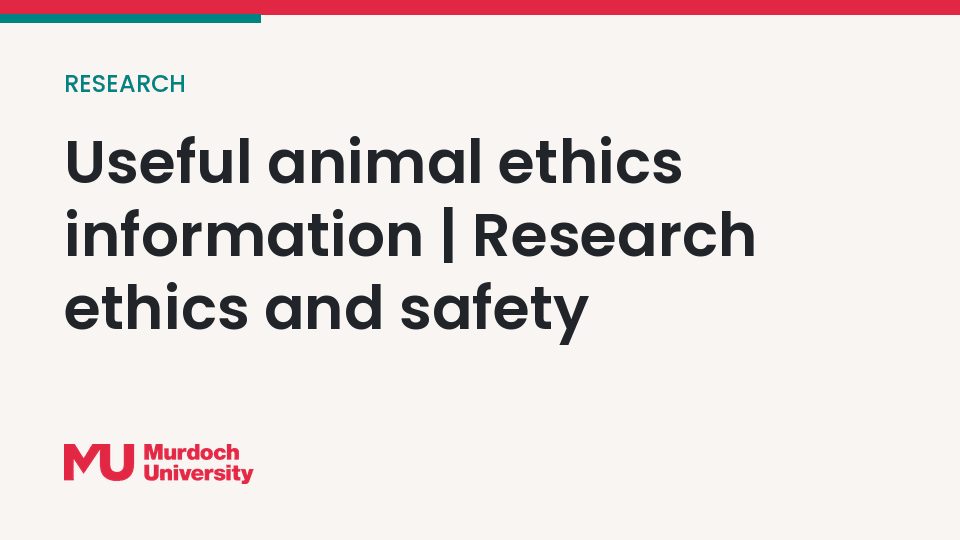 RESEARCH
Useful animal ethics
information | Research
ethics and safety
MU Murdoch
University